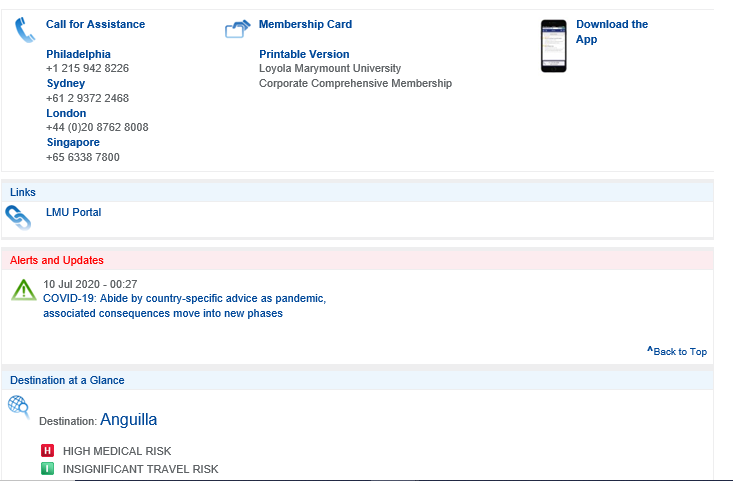 Call for Assistance
Philadelphia
+1 215 942 8226
Sydney
+61 2 9372 2468
London
+44 (0)20 8762 8008
Singapore
+65 6338 7800
Membership Card
Printable Version
Loyola Marymount University
Corporate Comprehensive Membership
Download the
App
Links
LMU Portal
Alerts and Updates
10 Jul 2020 - 00:27
COVID-19: Abide by country-specific advice as pandemic,
associated consequences move into new phases
^Back to Top
Destination at a Glance
Destination: Anguilla
H HIGH MEDICAL RISK
I INSIGNIFICANT TRAVEL RISK